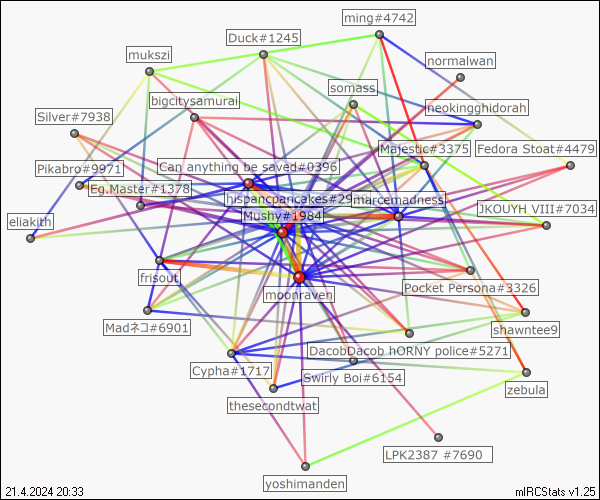 ming#4742
Duck#1245
mukszi
normalwan
somass
bigcitysamurai
neokingghidorah
Silver#7938
Majestic#3375
Fedora Stoat#4479
Pikabro#9971
Can anything be saved#0396
Eg.Master#1378
hispancpancakes#29
marcemadness
Mushy#1984
JKOUYH VIII#7034
eliakith
frisout
moonraven
Pocket Persona#3326
Madネコ#6901
shawntee9
DacobDacob hORNY police#5271
Cypha#1717
Swirly Boi#6154
zebula
thesecondtwat
LPK2387 #7690
yoshimanden
21.4.2024 20:33
mIRCStats v1.25